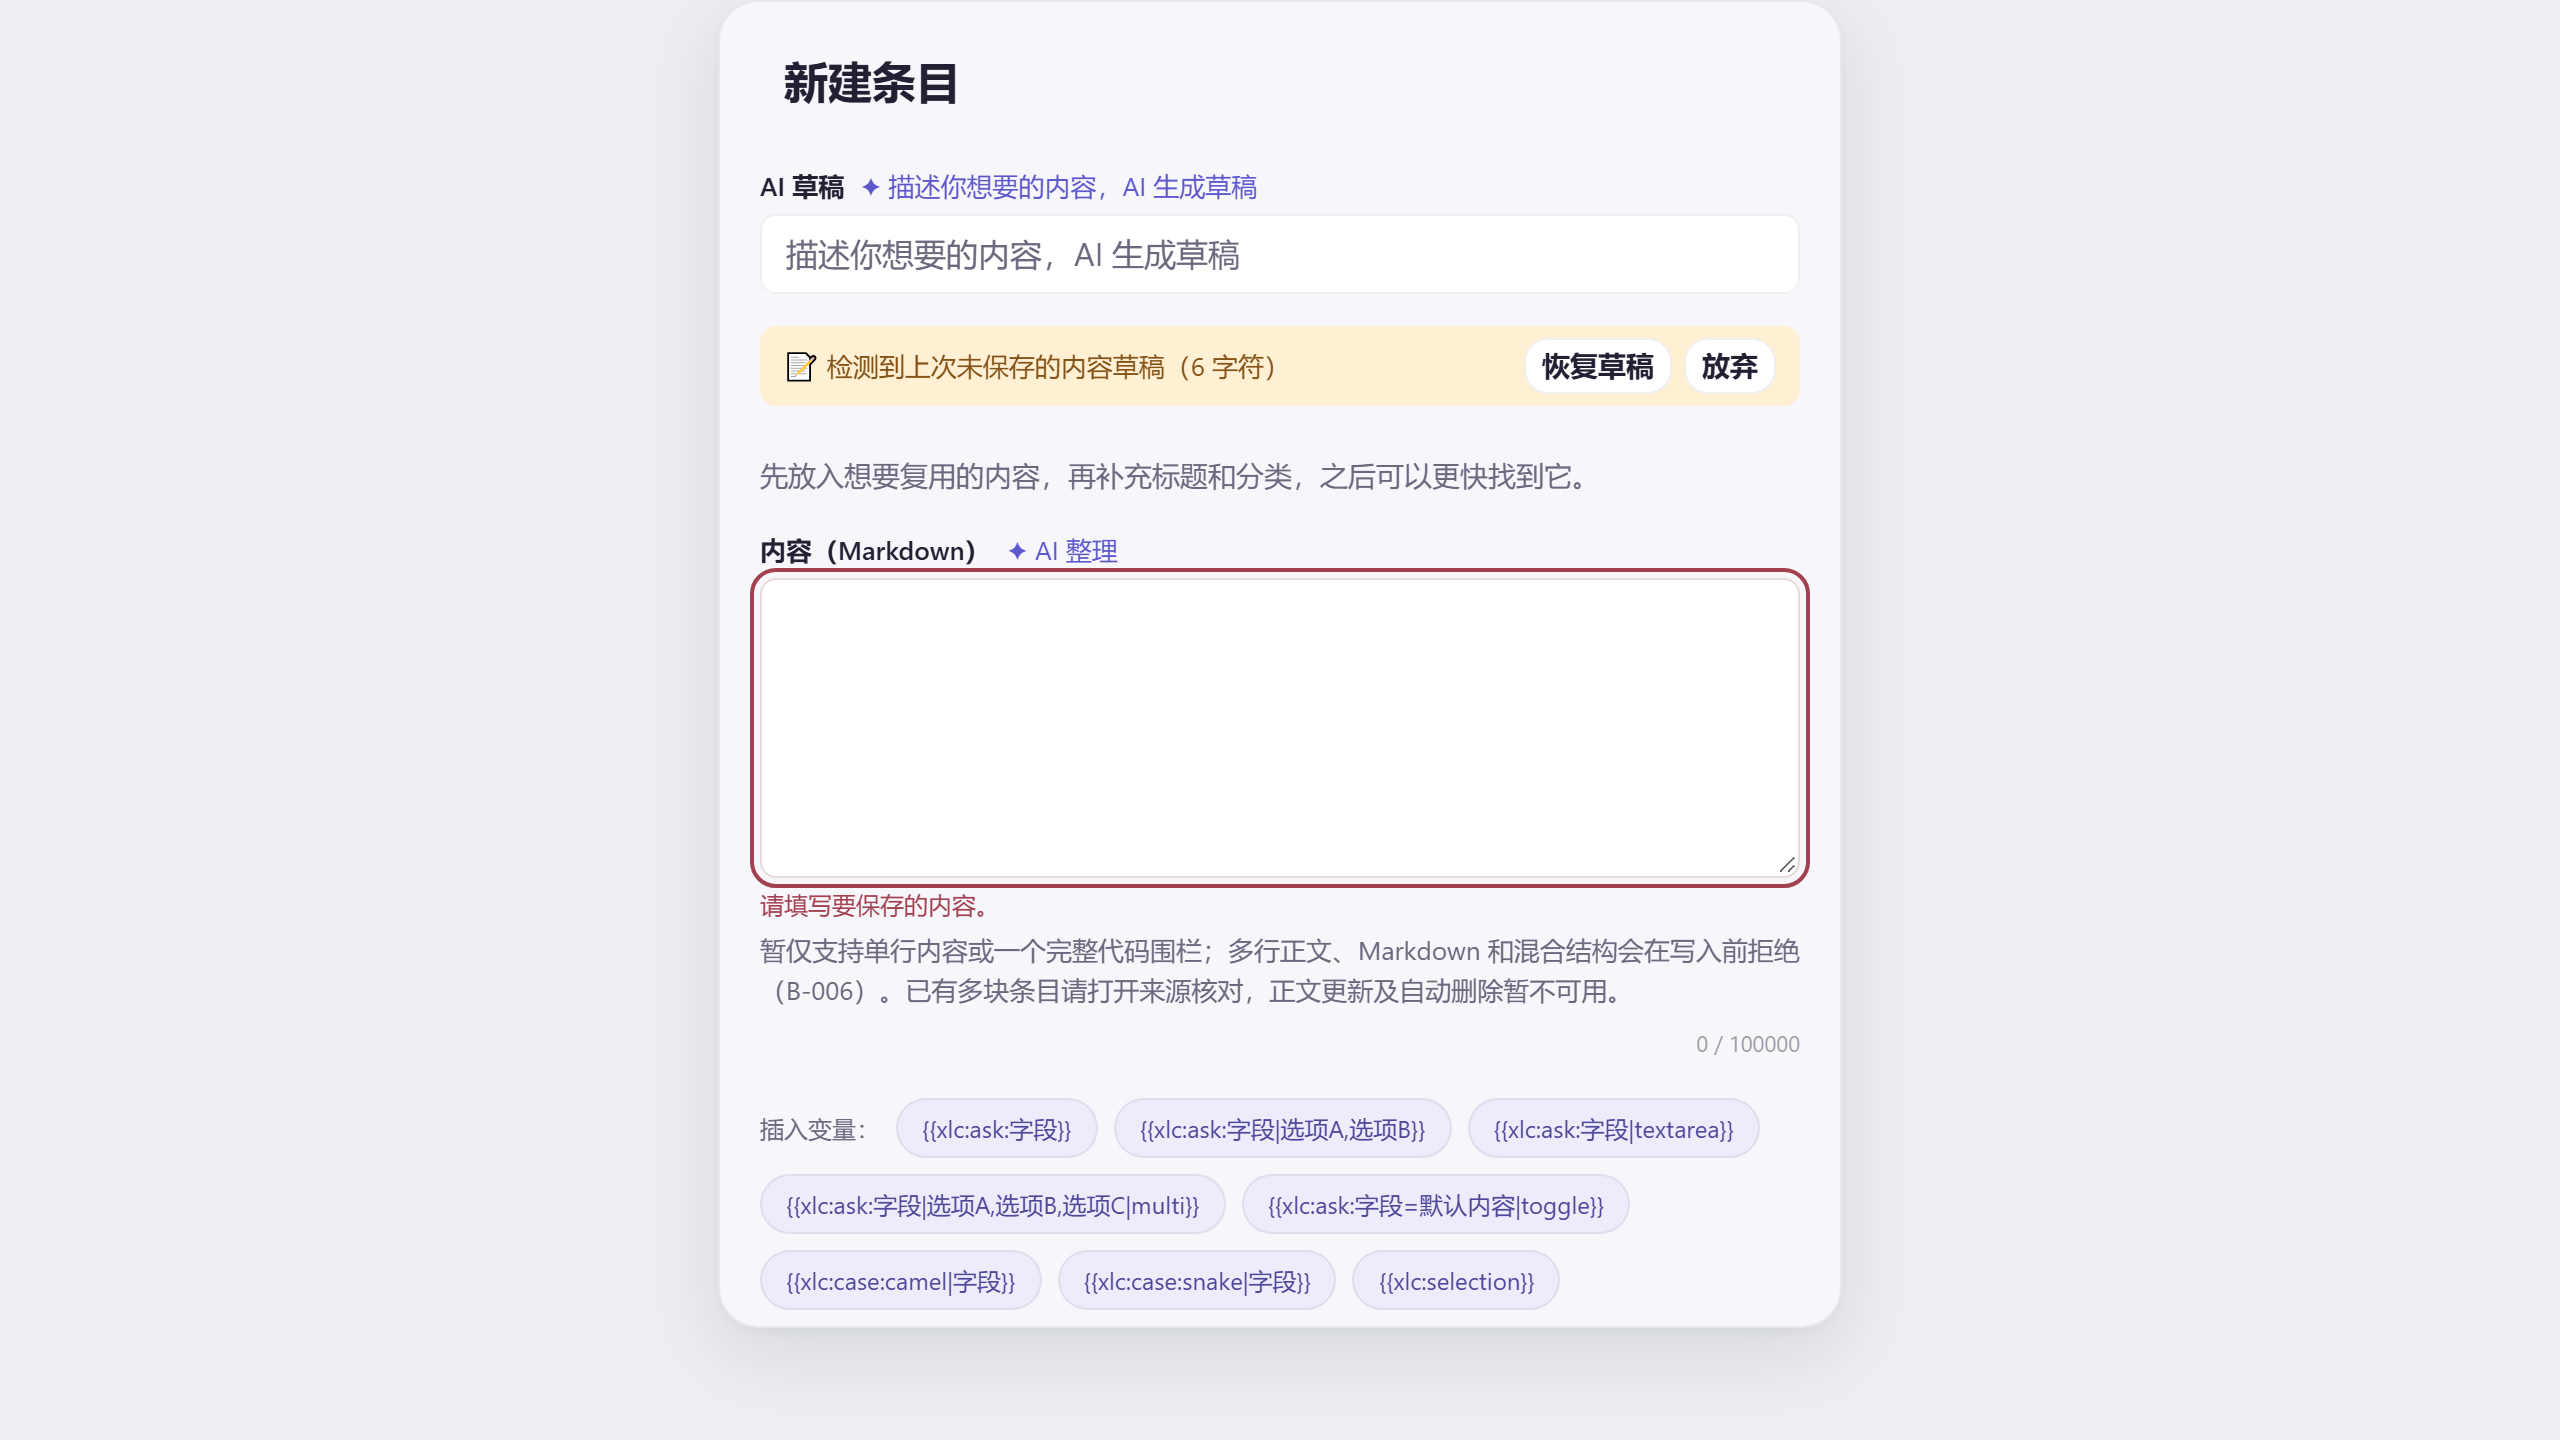 新建条目
AI 草稿 ✦ 描述你想要的内容，AI 生成草稿
描述你想要的内容，AI 生成草稿
📝 检测到上次未保存的内容草稿（6 字符） 恢复草稿 放弃
先放入想要复用的内容，再补充标题和分类，之后可以更快找到它。
内容（Markdown） ✦ AI 整理
请填写要保存的内容。
暂仅支持单行内容或一个完整代码围栏；多行正文、Markdown 和混合结构会在写入前拒绝
（B-006）。已有多块条目请打开来源核对，正文更新及自动删除暂不可用。
0 / 100000
插入变量： {{xlc:ask:字段}} {{xlc:ask:字段|选项A,选项B}} {{xlc:ask:字段|textarea}}
{{xlc:ask:字段|选项A,选项B,选项C|multi}} {{xlc:ask:字段=默认内容|toggle}}
{{xlc:case:camel|字段}} {{xlc:case:snake|字段}} {{xlc:selection}}